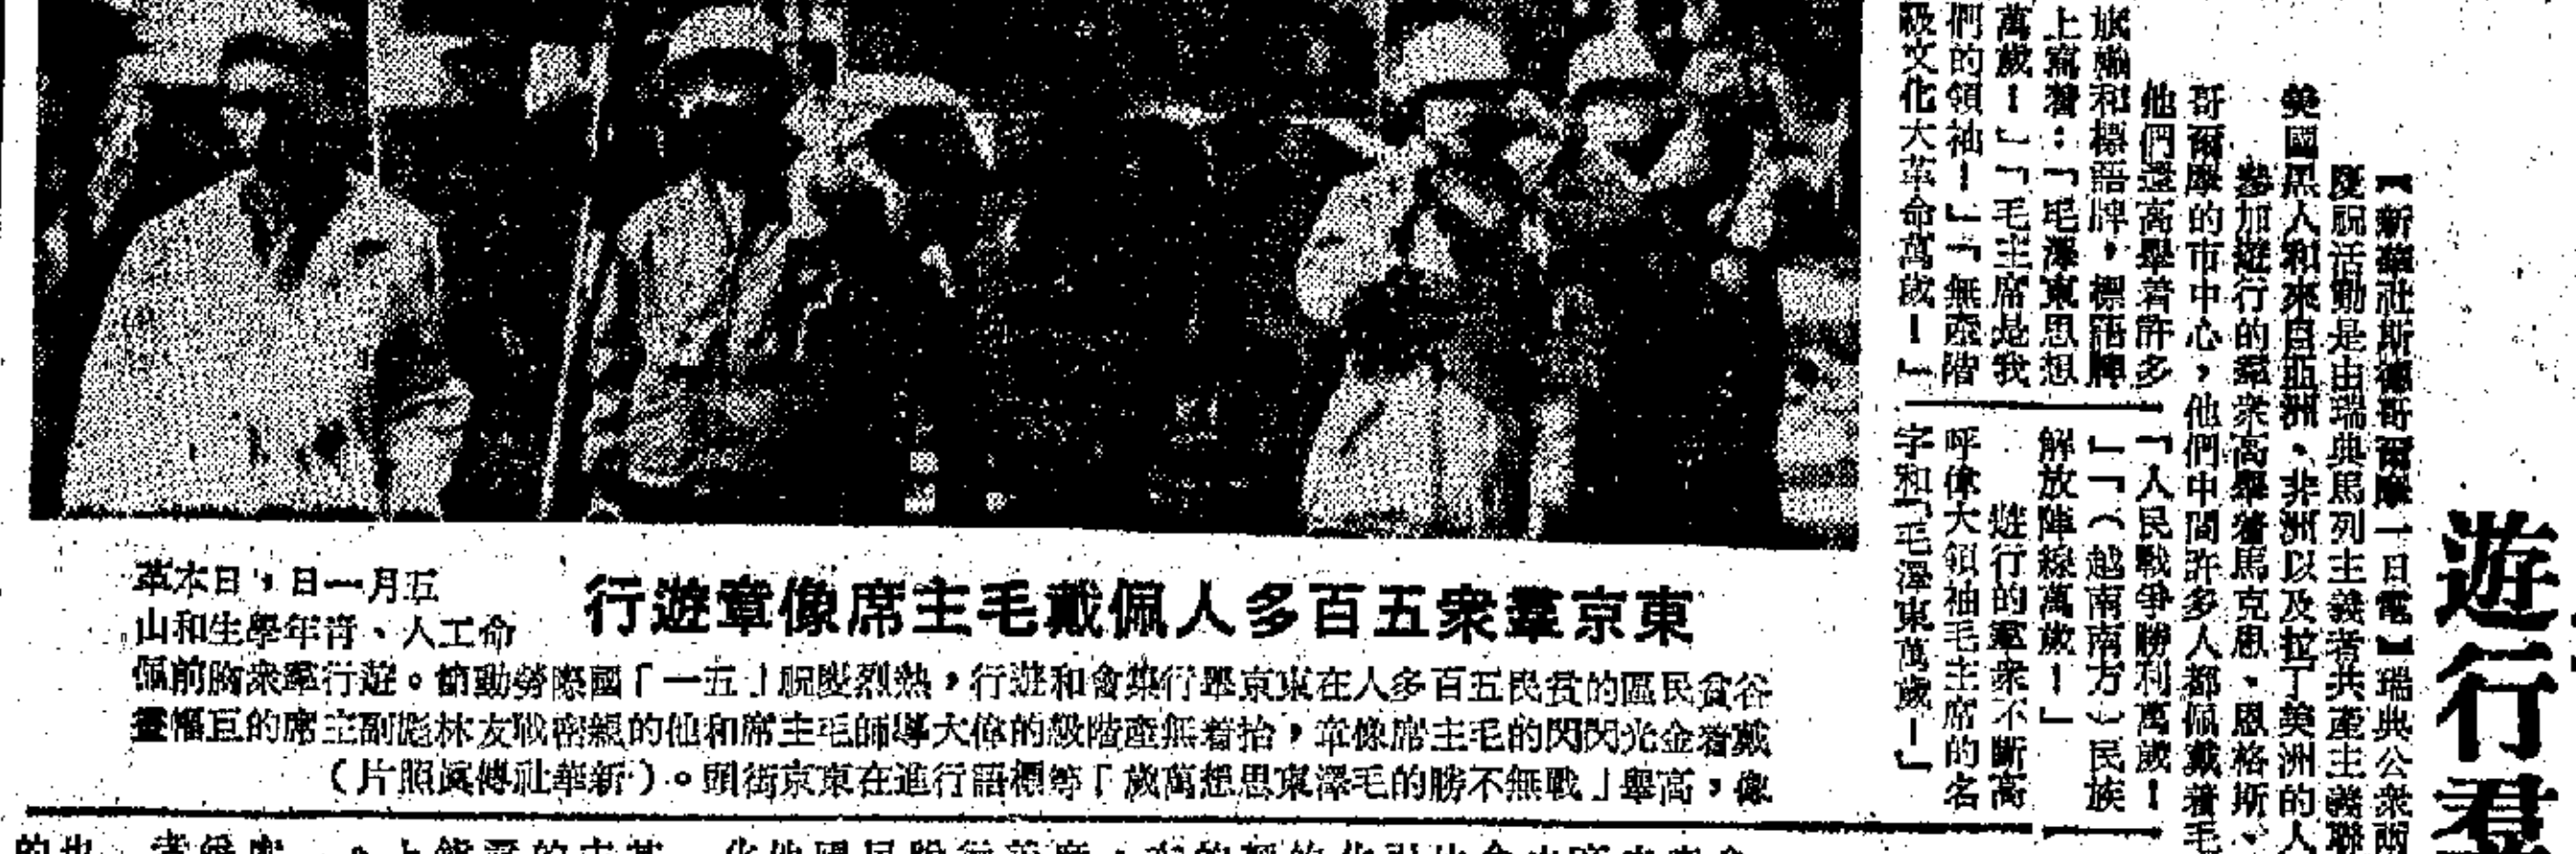 遊行羣
【新華社斯德哥爾摩一日電】瑞典公衆兩
慶祝活動是由瑞典馬列主義者共產主義聯
美國黑人和來自亞洲、非洲以及拉丁美洲的人
參加遊行的羣衆高舉着馬克思、恩格斯、
哥爾摩的市中心，他們中間許多人都佩戴着毛
他們還高舉着許多
旗幟和標語牌，標語牌
上寫着：「毛澤東思想
萬歲！」「毛主席是我
們的領袖！」「無產階
級文化大革命萬歲！」
「人民戰爭勝利萬歲！
」「（越南南方）民族
解放陣線萬歲！」
遊行的羣衆不斷高
呼偉大領袖毛主席的名
字和「毛澤東萬歲！」
東京羣衆五百多人佩戴毛主席像章遊行
五月一日，日本革
命工人、青年學生和山
谷貧民區的貧民五百多人在東京舉行集會和遊行，熱烈慶祝「五一」國際勞動節。遊行羣衆胸前佩
戴着金光閃閃的毛主席像章，抬着無產階級的偉大導師毛主席和他的親密戰友林彪副主席的巨幅畫
像，高舉「戰無不勝的毛澤東思想萬歲」等標語行進在東京街頭。（新華社傳眞照片）